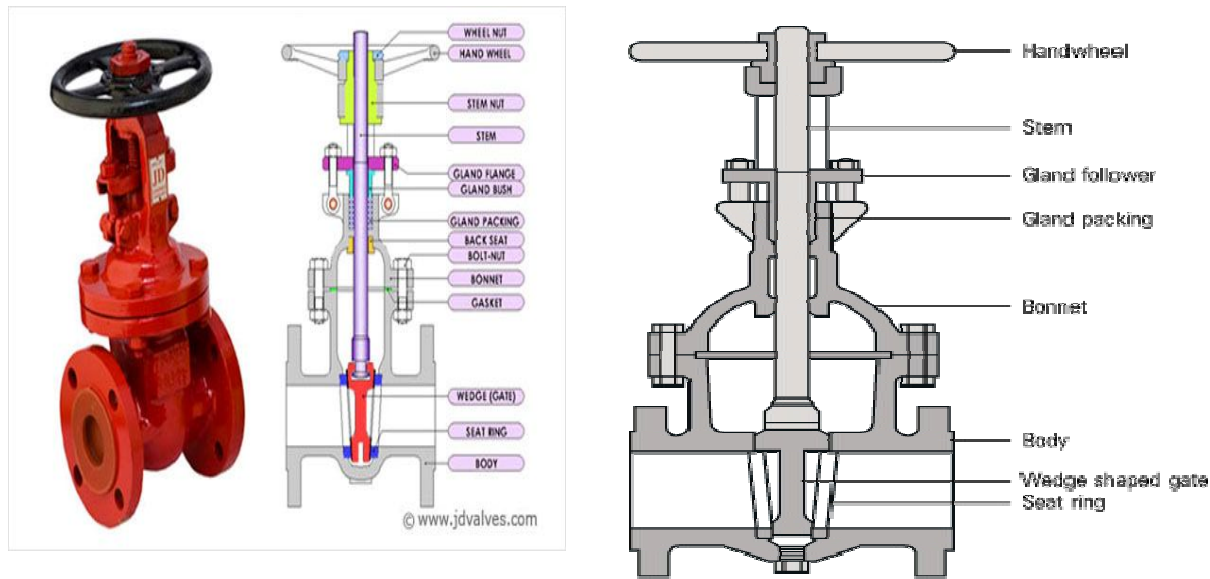 WHEEL NUT
HAND WHEEL
STEM NUT
STEM
GLAND FLANGE
GLAND BUSH
GLAND PACKING
BACK SEAT
BOLT-NUT
BONNET
GASKET
WEDGE (GATE)
SEAT RING
BODY
JD
© www.jdvalves.com
Handwheel
Stem
Gland follower
Gland packing
Bonnet
Body
Wedge shaped gate
Seat ring